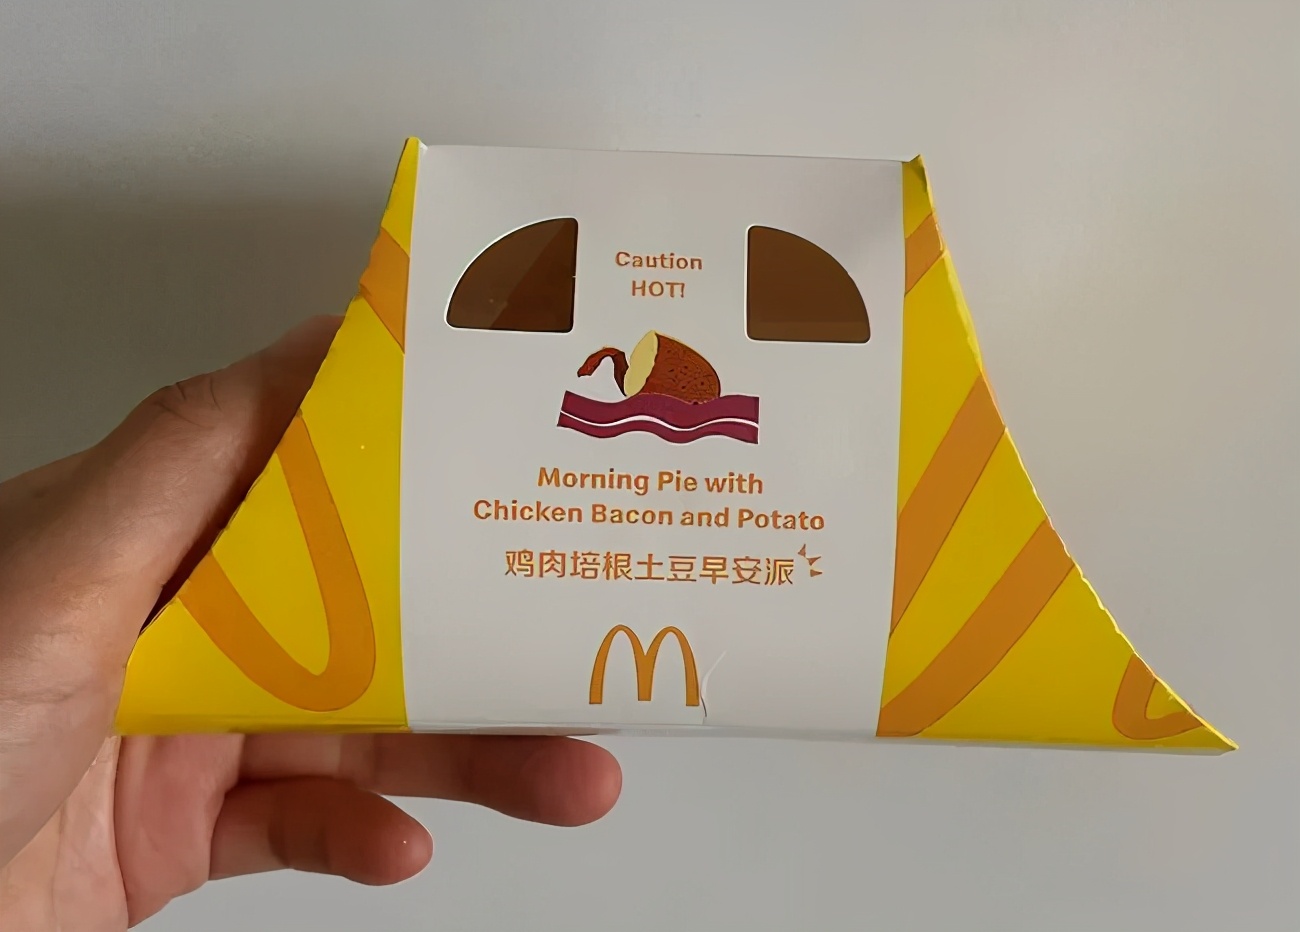 Caution
HOT!
Morning Pie with
Chicken Bacon and Potato
鸡肉培根土豆早安派